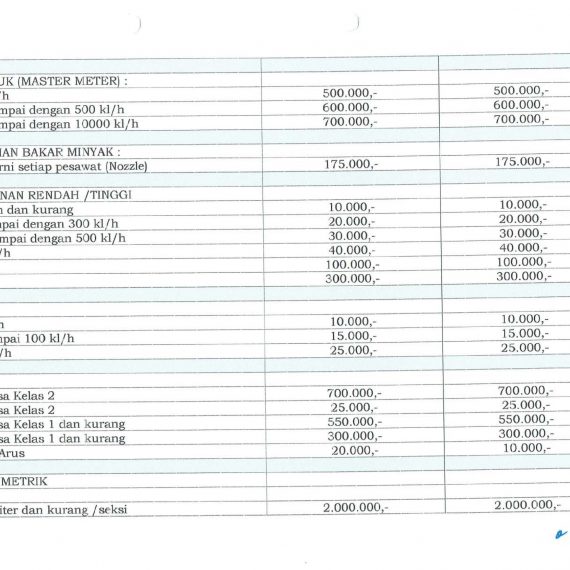 UK (MASTER METER) :
/h 500.000,- 500.000,-
mpai dengan 500 kl/h 600.000,- 600.000,-
mpai dengan 10000 kl/h 700.000,- 700.000,-
HAN BAKAR MINYAK :
rni setiap pesawat (Nozzle) 175.000,- 175.000,-
NAN RENDAH /TINGGI
n dan kurang 10.000,- 10.000,-
mpai dengan 300 kl/h 20.000,- 20.000,-
mpai dengan 500 kl/h 30.000,- 30.000,-
/h 40.000,- 40.000,-
100.000,- 100.000,-
300.000,- 300.000,-
h 10.000,- 10.000,-
mpai 100 kl/h 15.000,- 15.000,-
/h 25.000,- 25.000,-
sa Kelas 2 700.000,- 700.000,-
sa Kelas 2 25.000,- 25.000,-
sa Kelas 1 dan kurang 550.000,- 550.000,-
sa Kelas 1 dan kurang 300.000,- 300.000,-
Arus 20.000,- 10.000,-
METRIK
iter dan kurang /seksi 2.000.000,- 2.000.000,-